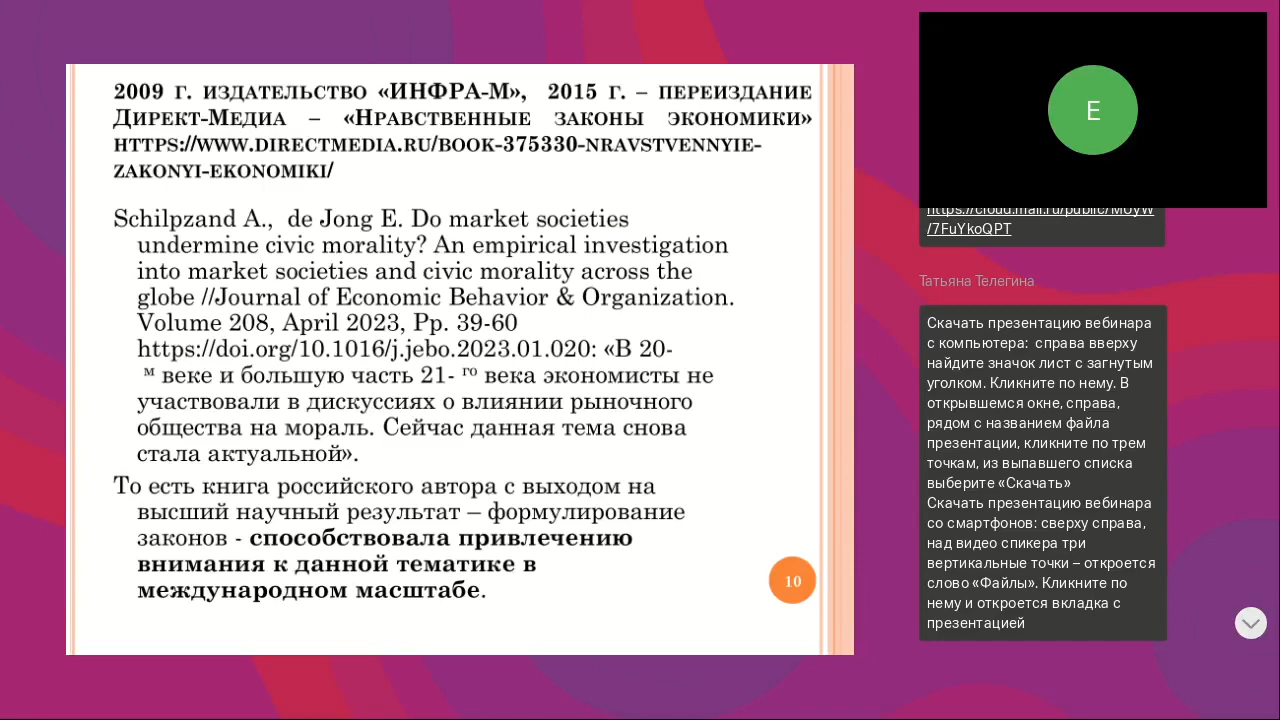 2009 г. издательство «ИНФРА-М», 2015 г. – переиздание
Директ-Медиа – «Нравственные законы экономики»
https://www.directmedia.ru/book-375330-nravstvennyie-
zakonyi-ekonomiki/
Schilpzand A., de Jong E. Do market societies
undermine civic morality? An empirical investigation
into market societies and civic morality across the
globe //Journal of Economic Behavior & Organization.
Volume 208, April 2023, Pp. 39-60
https://doi.org/10.1016/j.jebo.2023.01.020: «В 20-
м веке и большую часть 21- го века экономисты не
участвовали в дискуссиях о влиянии рыночного
общества на мораль. Сейчас данная тема снова
стала актуальной».
То есть книга российского автора с выходом на
высший научный результат – формулирование
законов - способствовала привлечению
внимания к данной тематике в
международном масштабе.
10
E
https://cloud.mail.ru/public/MUyW
/7FuYkoQPT
Татьяна Телегина
Скачать презентацию вебинара
с компьютера: справа вверху
найдите значок лист с загнутым
уголком. Кликните по нему. В
открывшемся окне, справа,
рядом с названием файла
презентации, кликните по трем
точкам, из выпавшего списка
выберите «Скачать»
Скачать презентацию вебинара
со смартфонов: сверху справа,
над видео спикера три
вертикальные точки – откроется
слово «Файлы». Кликните по
нему и откроется вкладка с
презентацией